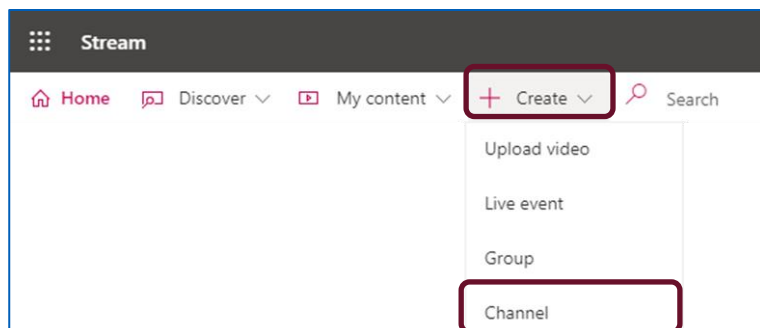 Stream
Home Discover My content Create Search
Upload video
Live event
Group
Channel